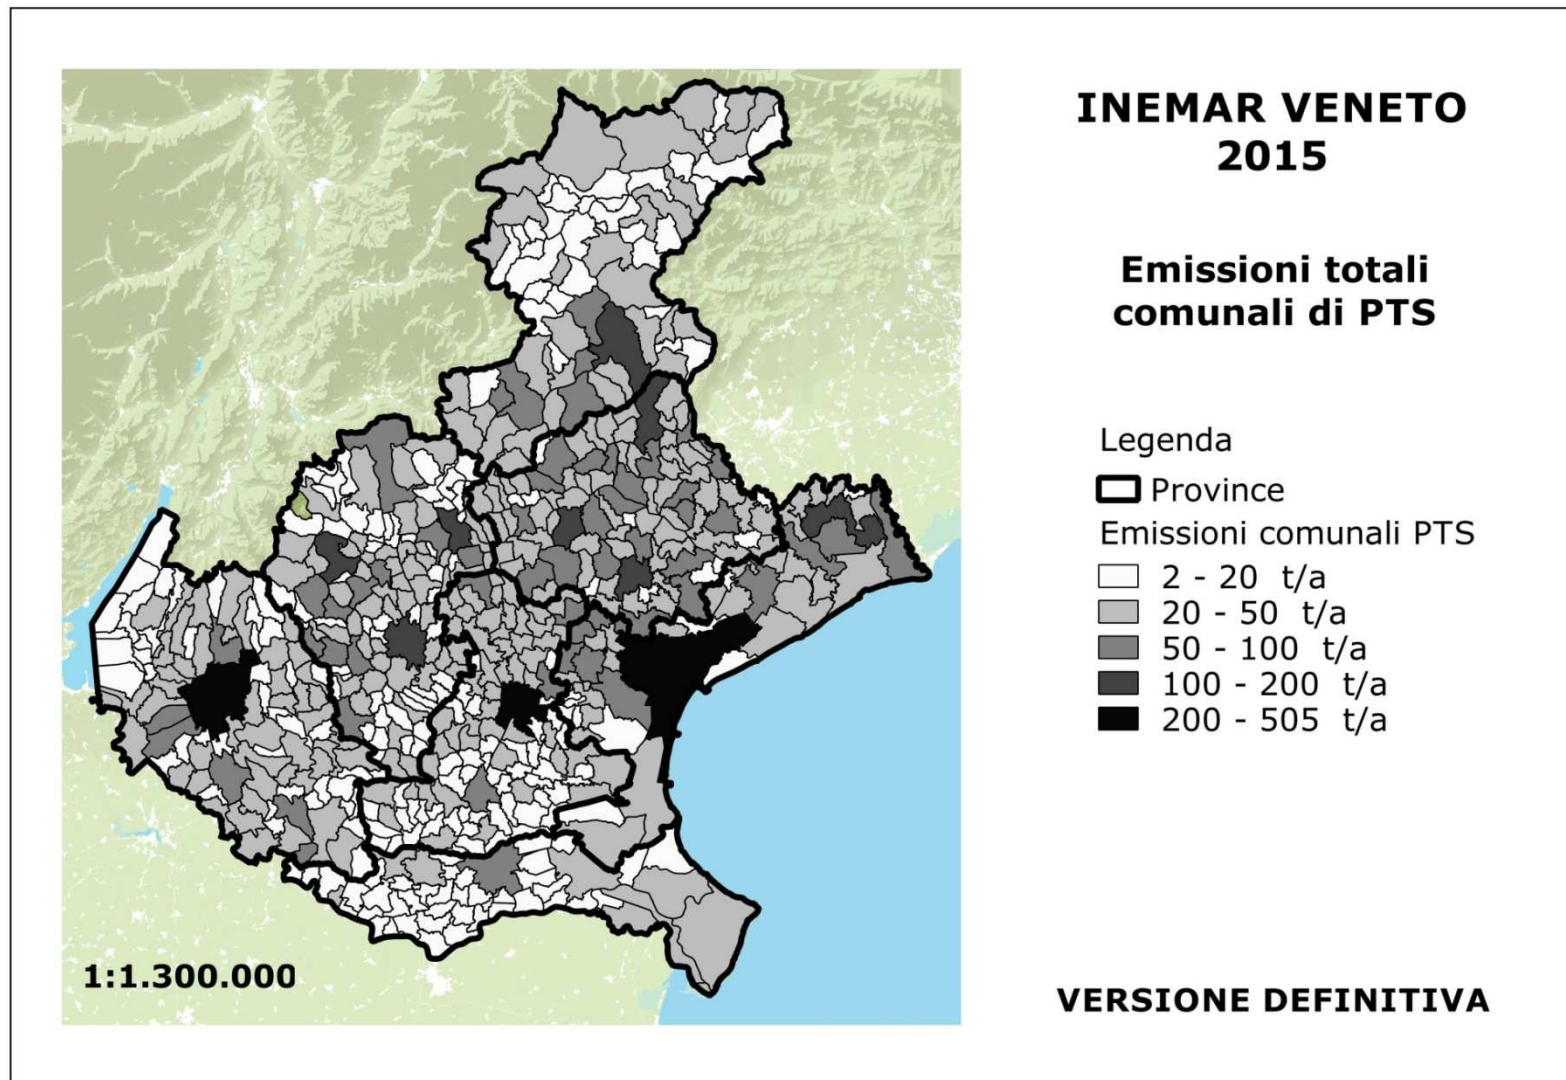 INEMAR VENETO
2015
Emissioni totali
comunali di PTS
Legenda
Province
Emissioni comunali PTS
2 - 20 t/a
20 - 50 t/a
50 - 100 t/a
100 - 200 t/a
200 - 505 t/a
1:1.300.000
VERSIONE DEFINITIVA